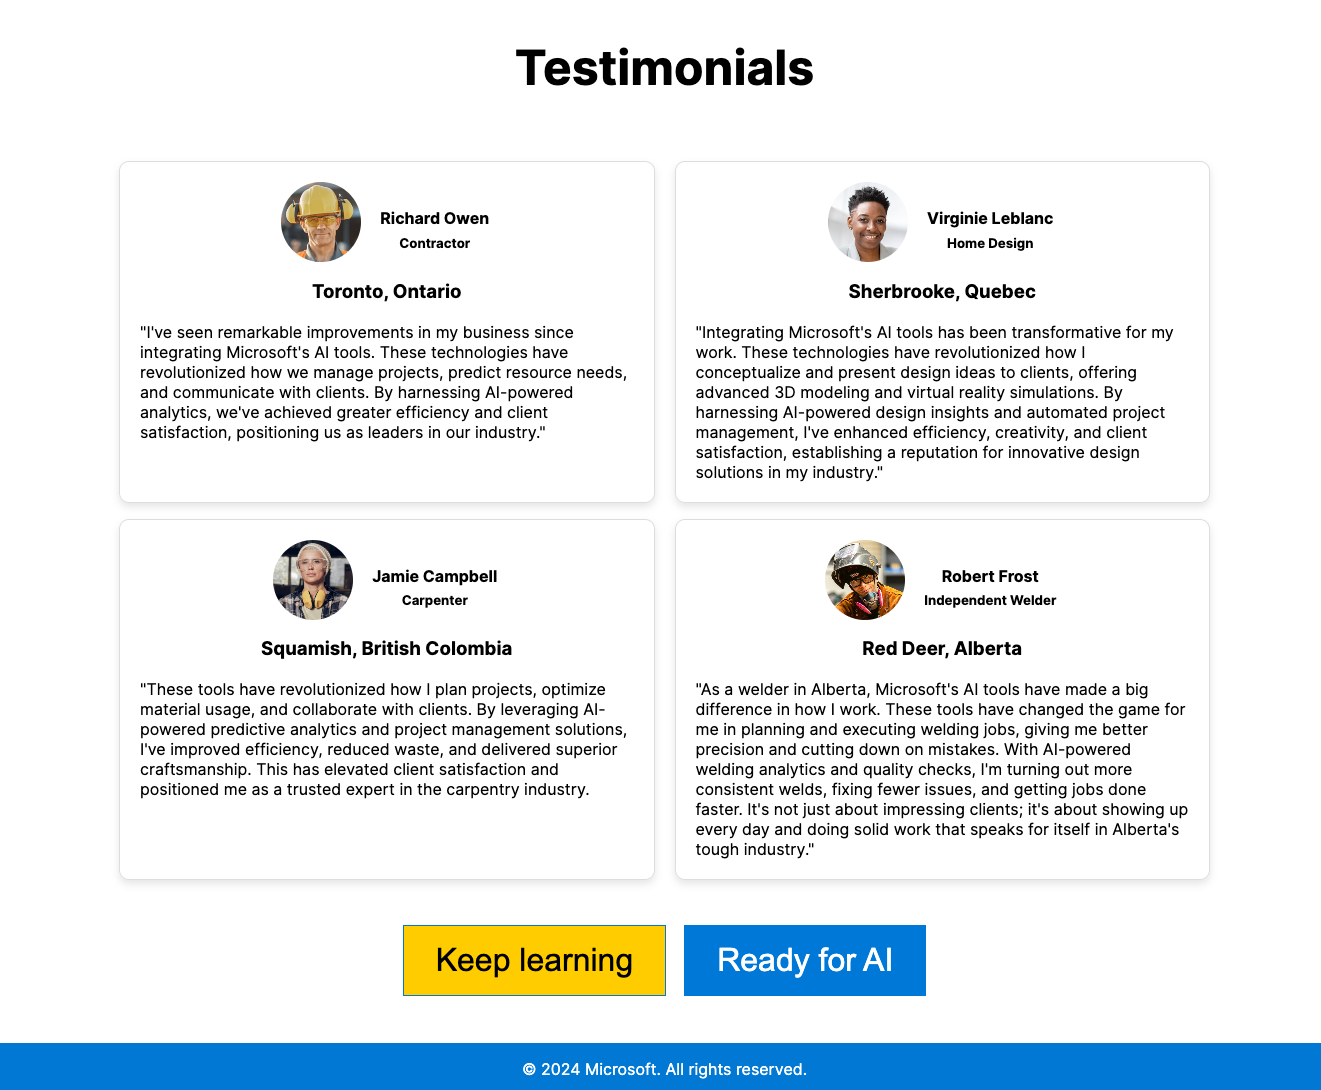 Testimonials
Richard Owen
Contractor
Toronto, Ontario
"I've seen remarkable improvements in my business since
integrating Microsoft's AI tools. These technologies have
revolutionized how we manage projects, predict resource needs,
and communicate with clients. By harnessing AI-powered
analytics, we've achieved greater efficiency and client
satisfaction, positioning us as leaders in our industry."
Virginie Leblanc
Home Design
Sherbrooke, Quebec
"Integrating Microsoft's AI tools has been transformative for my
work. These technologies have revolutionized how I
conceptualize and present design ideas to clients, offering
advanced 3D modeling and virtual reality simulations. By
harnessing AI-powered design insights and automated project
management, I've enhanced efficiency, creativity, and client
satisfaction, establishing a reputation for innovative design
solutions in my industry."
Jamie Campbell
Carpenter
Squamish, British Colombia
"These tools have revolutionized how I plan projects, optimize
material usage, and collaborate with clients. By leveraging AI-
powered predictive analytics and project management solutions,
I've improved efficiency, reduced waste, and delivered superior
craftsmanship. This has elevated client satisfaction and
positioned me as a trusted expert in the carpentry industry.
Robert Frost
Independent Welder
Red Deer, Alberta
"As a welder in Alberta, Microsoft's AI tools have made a big
difference in how I work. These tools have changed the game for
me in planning and executing welding jobs, giving me better
precision and cutting down on mistakes. With AI-powered
welding analytics and quality checks, I'm turning out more
consistent welds, fixing fewer issues, and getting jobs done
faster. It's not just about impressing clients; it's about showing up
every day and doing solid work that speaks for itself in Alberta's
tough industry."
Keep learning
Ready for AI
© 2024 Microsoft. All rights reserved.